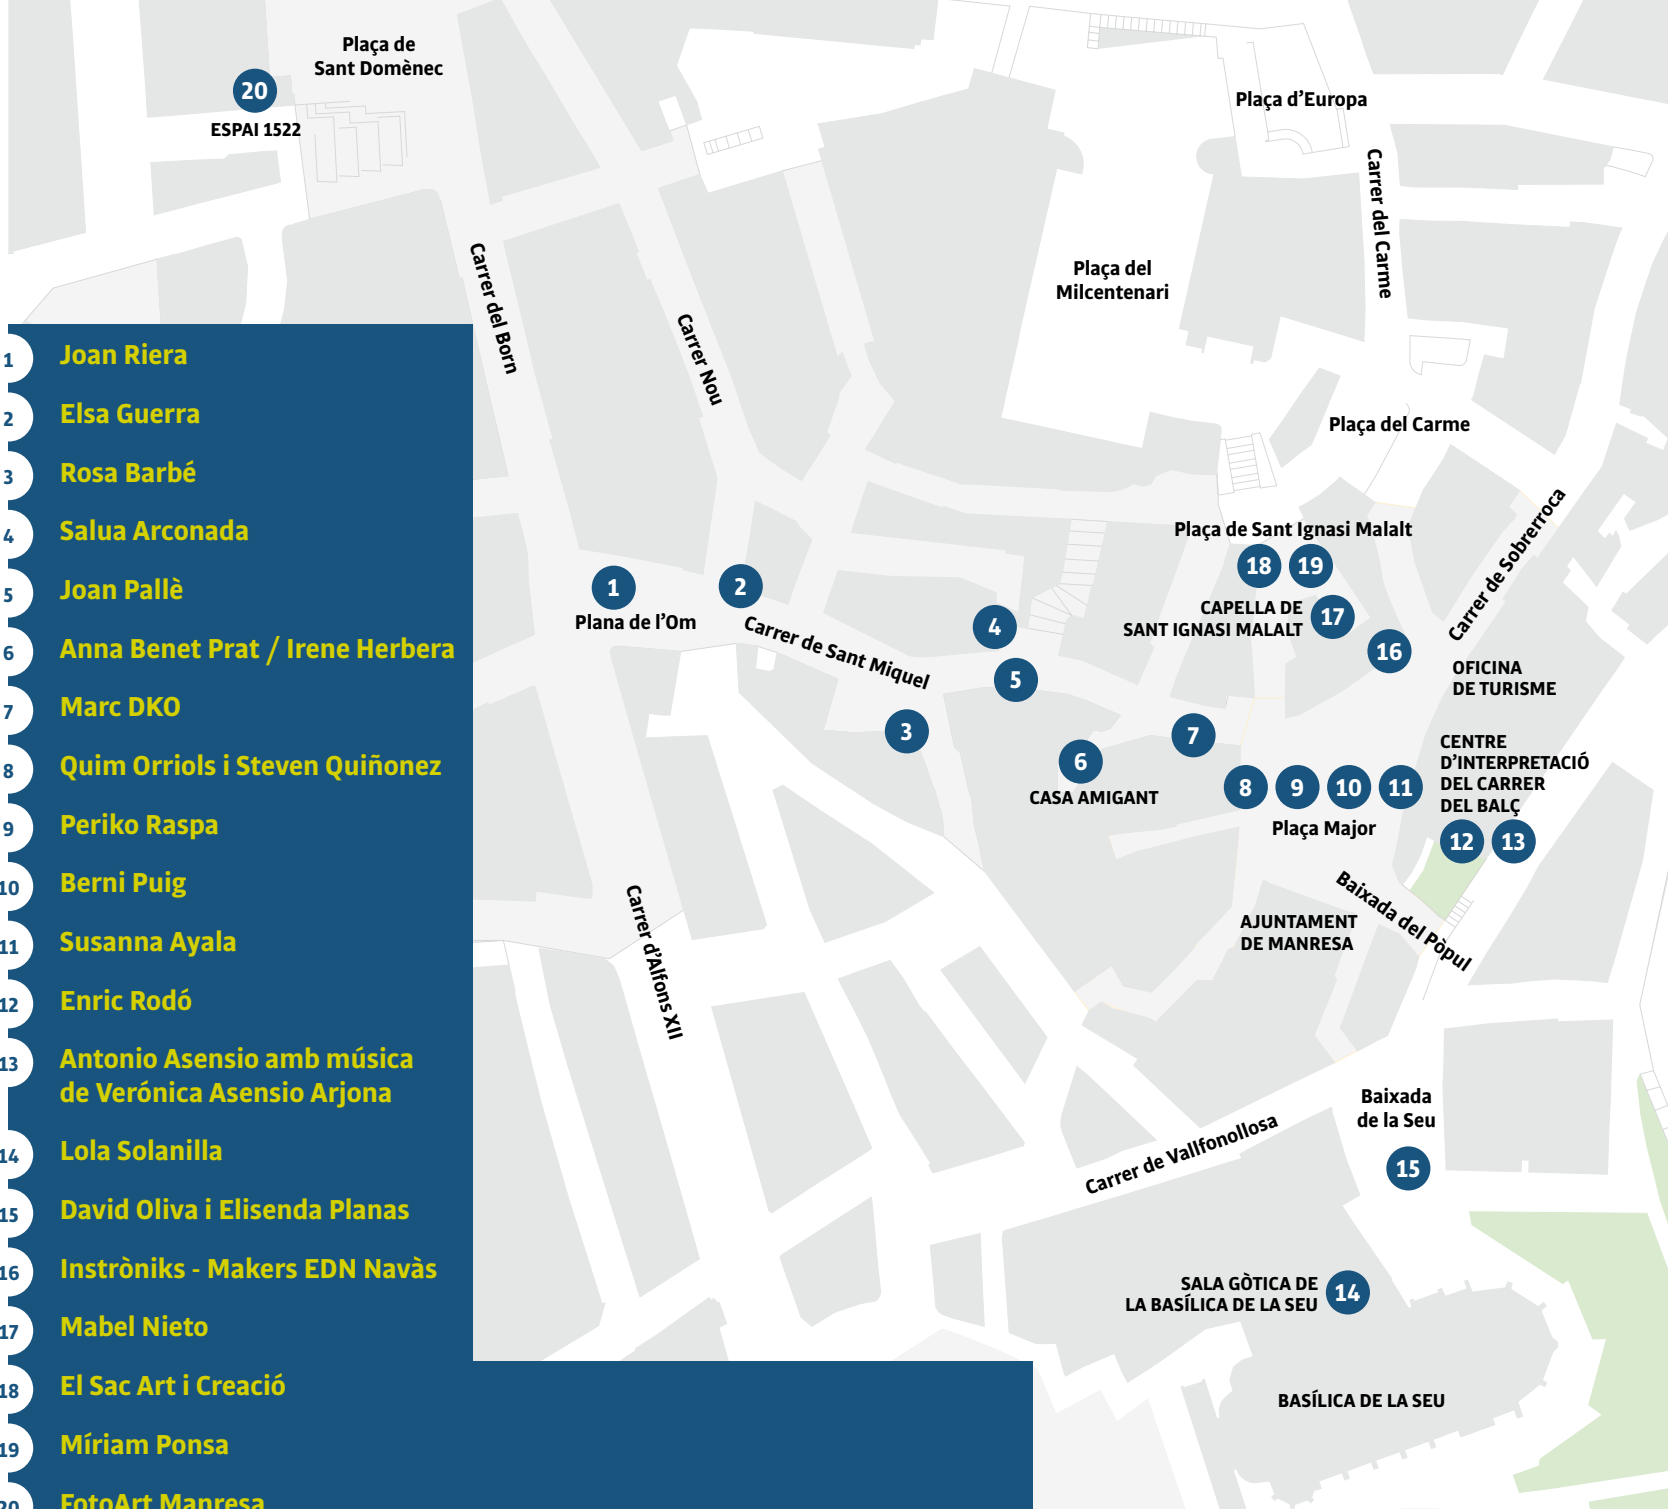 Plaça de
Sant Domènec
20
ESPAI 1522
Plaça d’Europa
Carrer del Carme
Plaça del
Milcentenari
Carrer del Born
Carrer Nou
Plaça del Carme
Carrer de Sobrerroca
Plaça de Sant Ignasi Malalt
18
19
CAPELLA DE
SANT IGNASI MALALT
17
16
OFICINA
DE TURISME
1
Plana de l’Om
2
Carrer de Sant Miquel
4
5
3
6
CASA AMIGANT
7
8
9
10
11
Plaça Major
CENTRE
D’INTERPRETACIÓ
DEL CARRER
DEL BALÇ
12
13
Baixada del Pòpul
AJUNTAMENT
DE MANRESA
Carrer d’Alfons XII
Baixada
de la Seu
15
Carrer de Vallfonollosa
SALA GÒTICA DE
LA BASÍLICA DE LA SEU
14
BASÍLICA DE LA SEU
1 Joan Riera
2 Elsa Guerra
3 Rosa Barbé
4 Salua Arconada
5 Joan Pallè
6 Anna Benet Prat / Irene Herbera
7 Marc DKO
8 Quim Orriols i Steven Quiñonez
9 Periko Raspa
10 Berni Puig
11 Susanna Ayala
12 Enric Rodó
13 Antonio Asensio amb música
de Verónica Asensio Arjona
14 Lola Solanilla
15 David Oliva i Elisenda Planas
16 Instròniks - Makers EDN Navàs
17 Mabel Nieto
18 El Sac Art i Creació
19 Míriam Ponsa
20 FotoArt Manresa